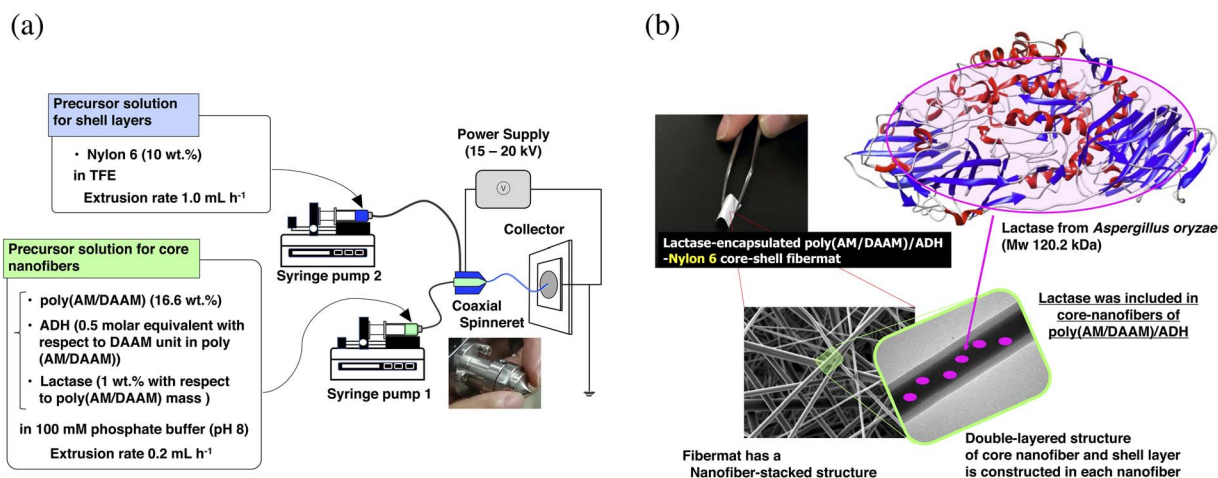 (a)
Precursor solution
for shell layers
・ Nylon 6 (10 wt.%)
in TFE
Extrusion rate 1.0 mL h⁻¹
Precursor solution for core
nanofibers
・ poly(AM/DAAM) (16.6 wt.%)
・ ADH (0.5 molar equivalent with
respect to DAAM unit in poly
(AM/DAAM))
・ Lactase (1 wt.% with respect
to poly(AM/DAAM) mass )
in 100 mM phosphate buffer (pH 8)
Extrusion rate 0.2 mL h⁻¹
Syringe pump 2
Syringe pump 1
Power Supply
(15 – 20 kV)
V
Collector
Coaxial
Spinneret
(b)
Lactase-encapsulated poly(AM/DAAM)/ADH
-Nylon 6 core-shell fibermat
Lactase from Aspergillus oryzae
(Mw 120.2 kDa)
Lactase was included in
core-nanofibers of
poly(AM/DAAM)/ADH
Fibermat has a
Nanofiber-stacked structure
Double-layered structure
of core nanofiber and shell layer
is constructed in each nanofiber